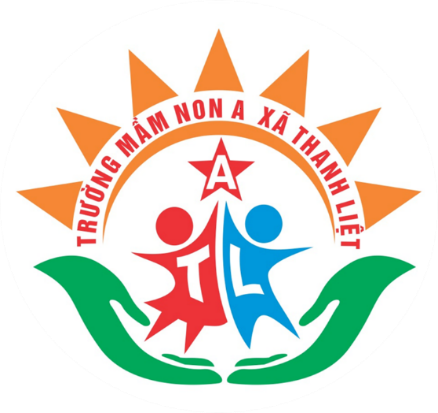 TRƯỜNG MẦM NON A XÃ THANH LIỆT
A
T L